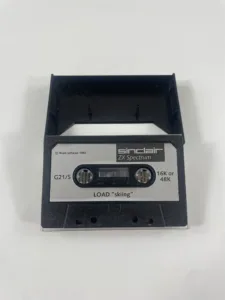 sinclair
ZX Spectrum
G21/S
16K or
48K
LOAD "skiing"